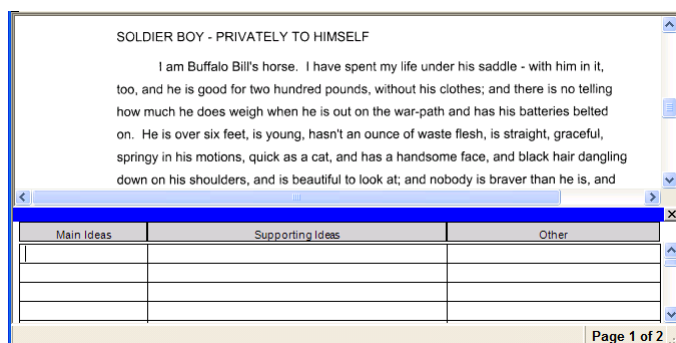 SOLDIER BOY - PRIVATELY TO HIMSELF
I am Buffalo Bill's horse.  I have spent my life under his saddle - with him in it,
too, and he is good for two hundred pounds, without his clothes; and there is no telling
how much he does weigh when he is out on the war-path and has his batteries belted
on.  He is over six feet, is young, hasn't an ounce of waste flesh, is straight, graceful,
springy in his motions, quick as a cat, and has a handsome face, and black hair dangling
down on his shoulders, and is beautiful to look at; and nobody is braver than he is, and
Main Ideas Supporting Ideas Other
Page 1 of 2